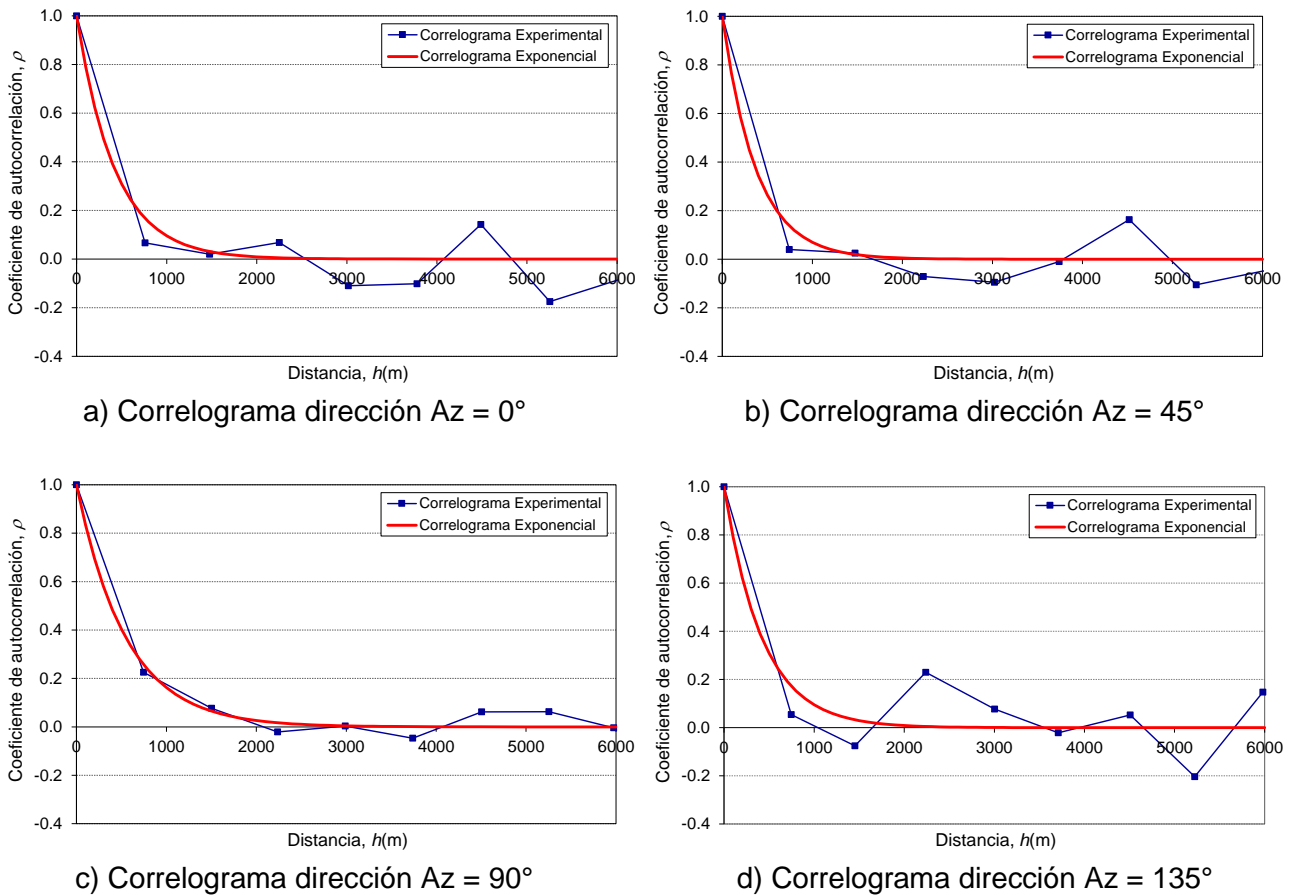 1.0
0.8
0.6
0.4
0.2
0.0
-0.2
-0.4
0 1000 2000 3000 4000 5000 6000
Coeficiente de autocorrelación, ρ
Distancia, h(m)
Correlograma Experimental
Correlograma Exponencial
a) Correlograma dirección Az = 0°
1.0
0.8
0.6
0.4
0.2
0.0
-0.2
-0.4
0 1000 2000 3000 4000 5000 6000
Coeficiente de autocorrelación, ρ
Distancia, h(m)
Correlograma Experimental
Correlograma Exponencial
b) Correlograma dirección Az = 45°
1.0
0.8
0.6
0.4
0.2
0.0
-0.2
-0.4
0 1000 2000 3000 4000 5000 6000
Coeficiente de autocorrelación, ρ
Distancia, h(m)
Correlograma Experimental
Correlograma Exponencial
c) Correlograma dirección Az = 90°
1.0
0.8
0.6
0.4
0.2
0.0
-0.2
-0.4
0 1000 2000 3000 4000 5000 6000
Coeficiente de autocorrelación, ρ
Distancia, h(m)
Correlograma Experimental
Correlograma Exponencial
d) Correlograma dirección Az = 135°